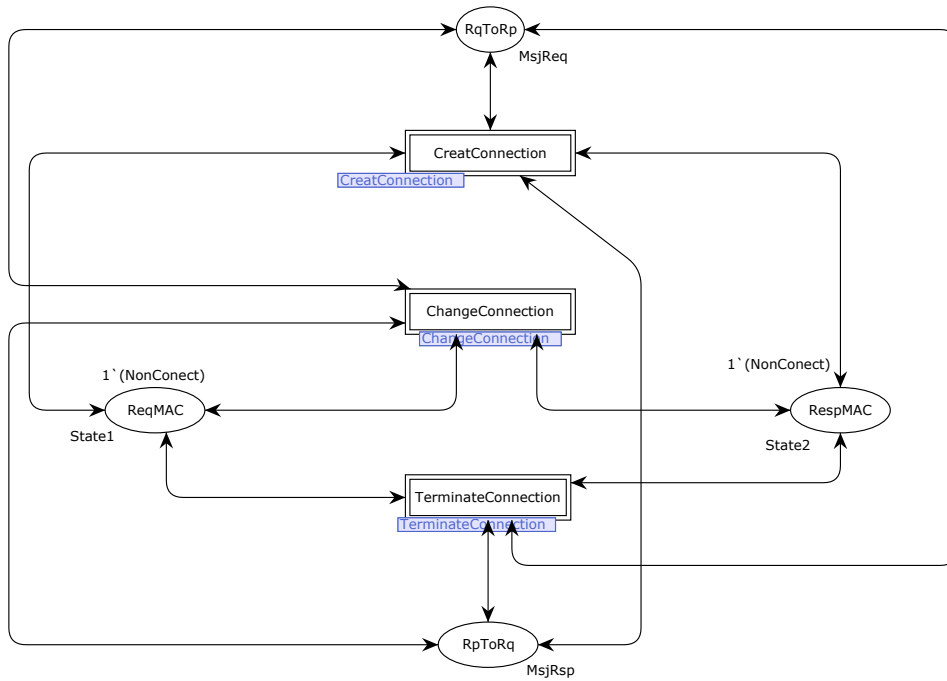 RqToRp
MsjReq
CreatConnection
CreatConnection
ChangeConnection
ChangeConnection
1`(NonConect)
1`(NonConect)
ReqMAC
RespMAC
State1
State2
TerminateConnection
TerminateConnection
RpToRq
MsjRsp